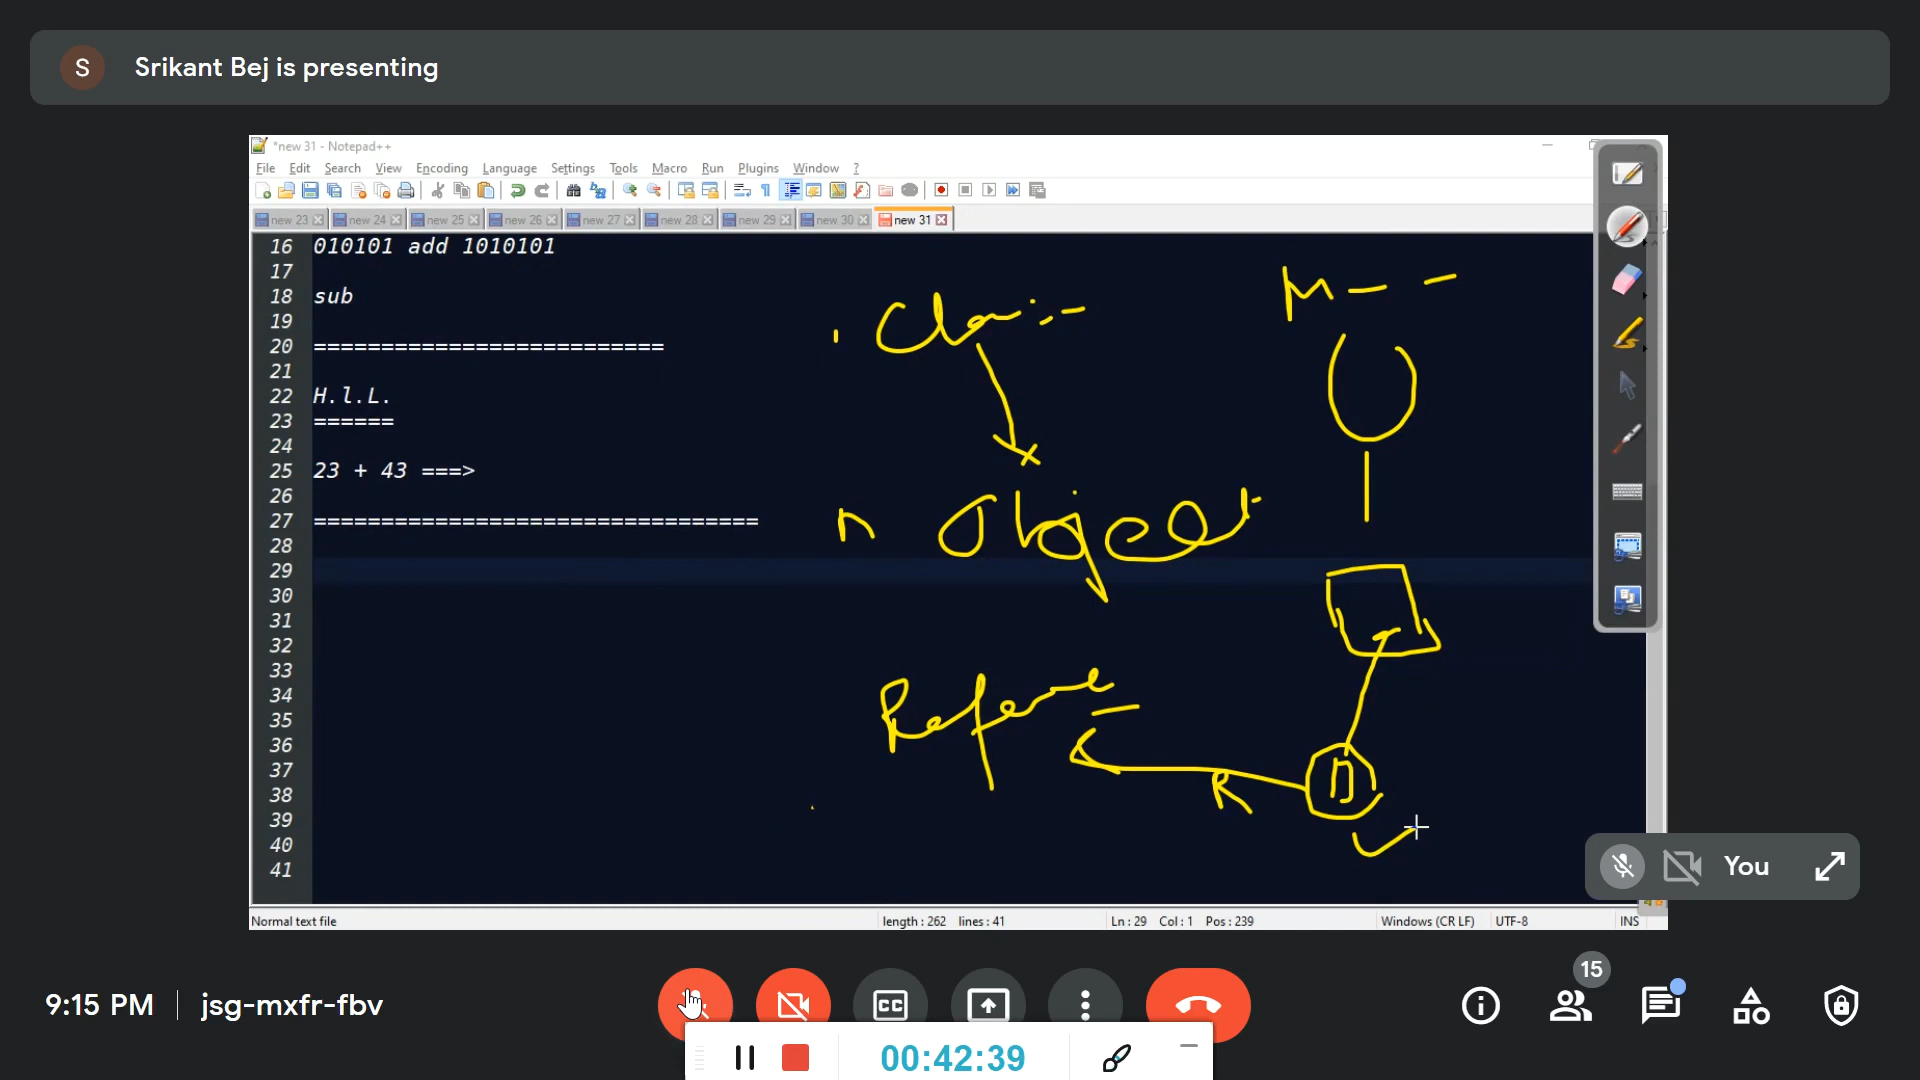 S Srikant Bej is presenting
*new 31 - Notepad++
File Edit Search View Encoding Language Settings Tools Macro Run Plugins Window ?
new 23 new 24 new 25 new 26 new 27 new 28 new 29 new 30 new 31
16 010101 add 1010101
17
18 sub
19
20 ==========================
21
22 H.l.L.
23 ======
24
25 23 + 43 ===>
26
27 =================================
28
29
30
31
32
33
34
35
36
37
38
39
40
41
M
Object
R
D
You
Normal text file length : 262 lines : 41 Ln : 29 Col : 1 Pos : 239 Windows (CR LF) UTF-8 INS
9:15 PM jsg-mxfr-fbv CC 15
00:42:39